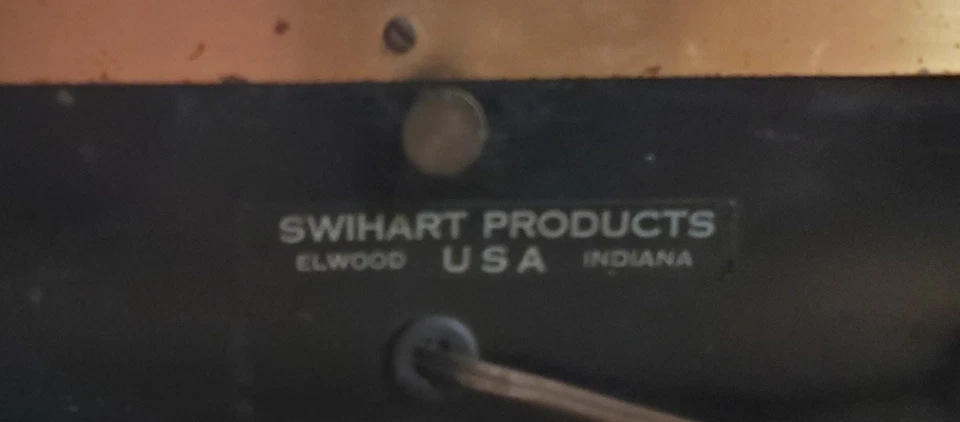 SWIHART PRODUCTS
ELWOOD USA INDIANA